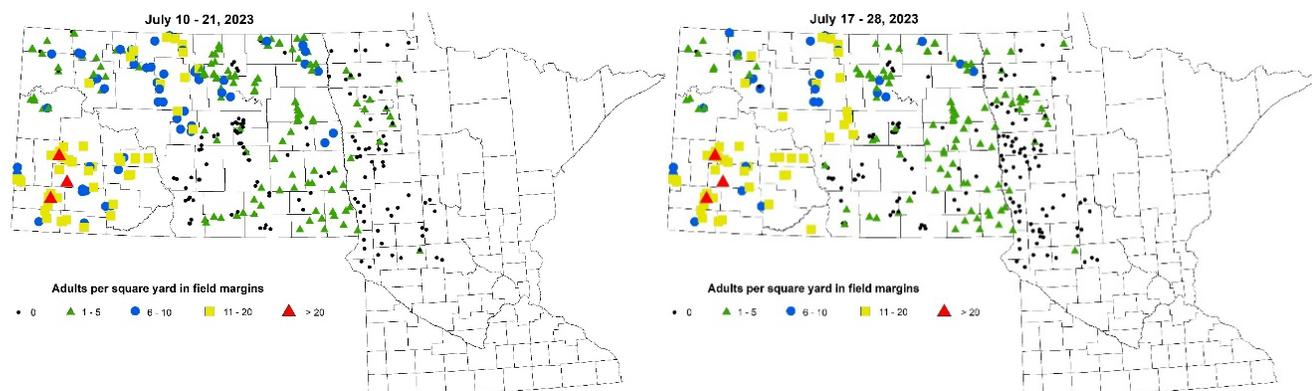 July 10 - 21, 2023
Adults per square yard in field margins
0 1 - 5 6 - 10 11 - 20 > 20
July 17 - 28, 2023
Adults per square yard in field margins
0 1 - 5 6 - 10 11 - 20 > 20